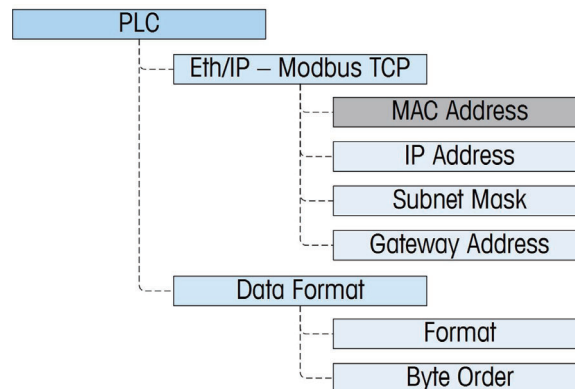 PLC
Eth/IP – Modbus TCP
MAC Address
IP Address
Subnet Mask
Gateway Address
Data Format
Format
Byte Order